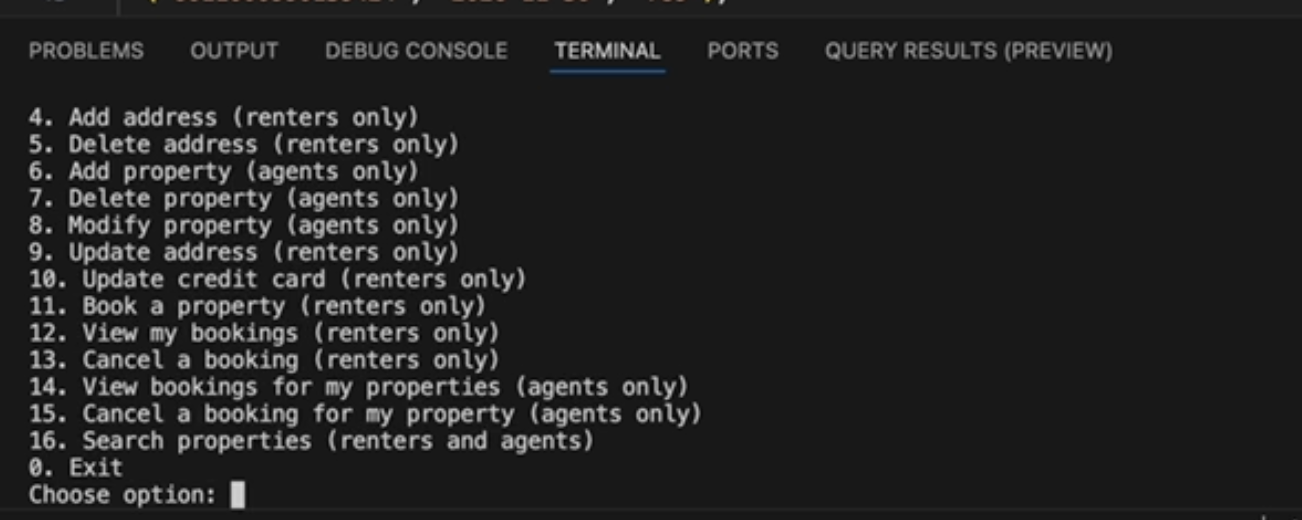 PROBLEMS OUTPUT DEBUG CONSOLE TERMINAL PORTS QUERY RESULTS (PREVIEW)
4. Add address (renters only)
5. Delete address (renters only)
6. Add property (agents only)
7. Delete property (agents only)
8. Modify property (agents only)
9. Update address (renters only)
10. Update credit card (renters only)
11. Book a property (renters only)
12. View my bookings (renters only)
13. Cancel a booking (renters only)
14. View bookings for my properties (agents only)
15. Cancel a booking for my property (agents only)
16. Search properties (renters and agents)
0. Exit
Choose option: